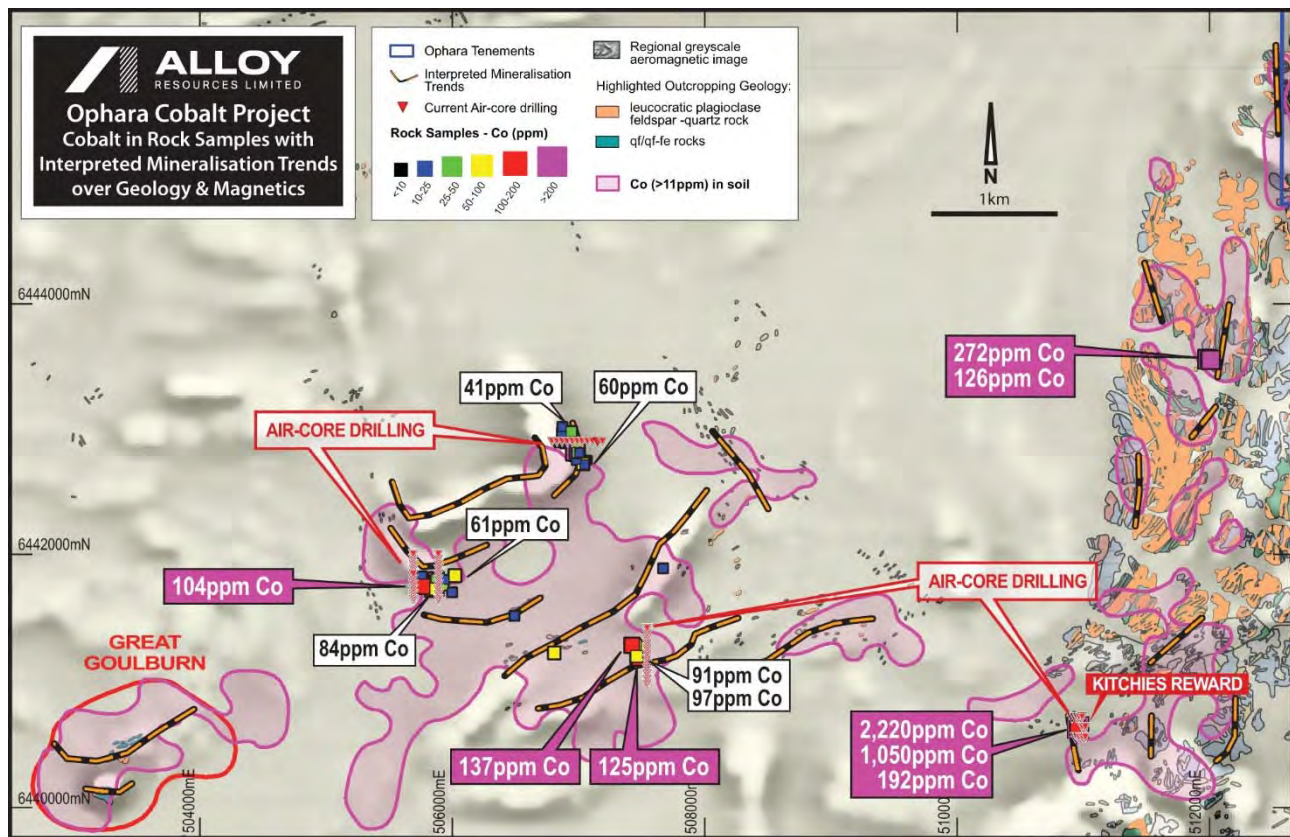 ALLOY
RESOURCES LIMITED
Ophara Cobalt Project
Cobalt in Rock Samples with
Interpreted Mineralisation Trends
over Geology & Magnetics
Ophara Tenements
Interpreted Mineralisation
Trends
Current Air-core drilling
Rock Samples - Co (ppm)
<10
10-25
25-50
50-100
100-200
>200
Regional greyscale
aeromagnetic image
Highlighted Outcropping Geology:
leucocratic plagioclase
feldspar -quartz rock
qf/qf-fe rocks
Co (>11ppm) in soil
N
1km
6444000mN
272ppm Co
126ppm Co
41ppm Co
60ppm Co
AIR-CORE DRILLING
61ppm Co
6442000mN
104ppm Co
AIR-CORE DRILLING
84ppm Co
GREAT
GOULBURN
91ppm Co
97ppm Co
KITCHIES REWARD
2,220ppm Co
1,050ppm Co
192ppm Co
137ppm Co
125ppm Co
6440000mN
504000mE
506000mE
508000mE
511000mE
512000mE